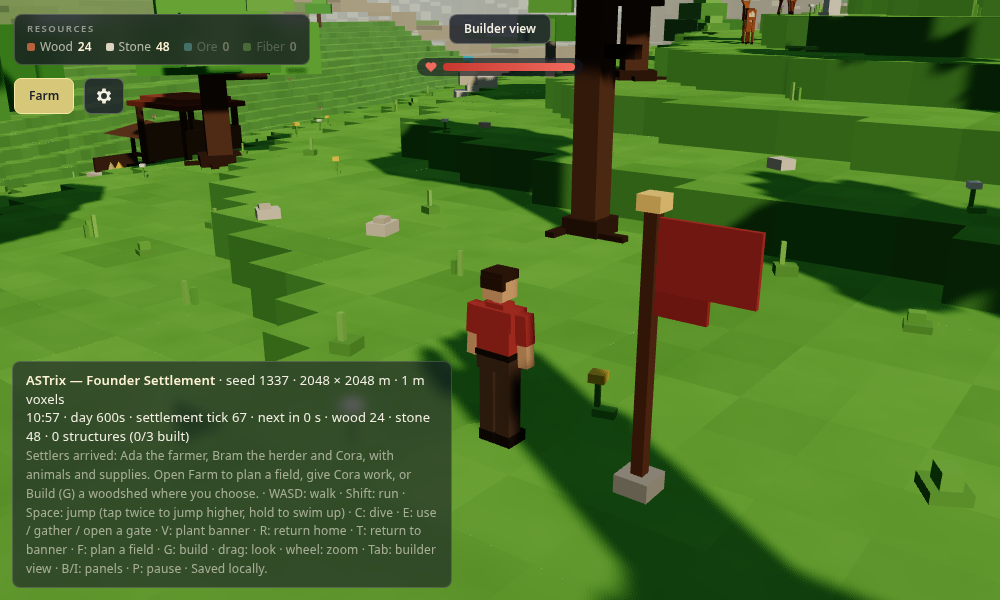 RESOURCES
Wood 24 Stone 48 Ore 0 Fiber 0
Builder view
Farm
ASTrix — Founder Settlement · seed 1337 · 2048 × 2048 m · 1 m
voxels
10:57 · day 600s · settlement tick 67 · next in 0 s · wood 24 · stone
48 · 0 structures (0/3 built)
Settlers arrived: Ada the farmer, Bram the herder and Cora, with
animals and supplies. Open Farm to plan a field, give Cora work, or
Build (G) a woodshed where you choose. · WASD: walk · Shift: run ·
Space: jump (tap twice to jump higher, hold to swim up) · C: dive · E: use
/ gather / open a gate · V: plant banner · R: return home · T: return to
banner · F: plan a field · G: build · drag: look · wheel: zoom · Tab: builder
view · B/I: panels · P: pause · Saved locally.